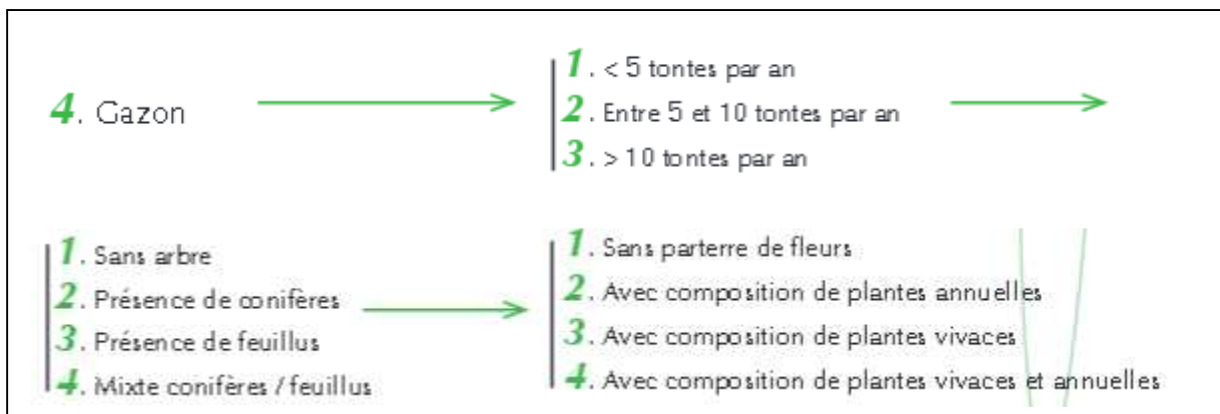 4. Gazon
1. < 5 tontes par an
2. Entre 5 et 10 tontes par an
3. > 10 tontes par an
1. Sans arbre
2. Présence de conifères
3. Présence de feuillus
4. Mixte conifères / feuillus
1. Sans parterre de fleurs
2. Avec composition de plantes annuelles
3. Avec composition de plantes vivaces
4. Avec composition de plantes vivaces et annuelles